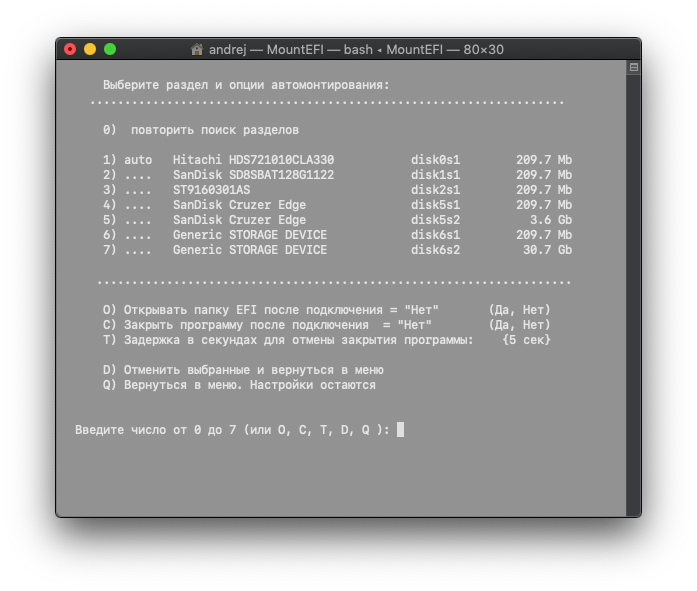 andrej — MountEFI — bash ◂ MountEFI — 80×30
Выберите раздел и опции автомонтирования:
....................................................................
0)  повторить поиск разделов
1) auto   Hitachi HDS721010CLA330           disk0s1        209.7 Mb
2) ....   SanDisk SD8SBAT128G1122           disk1s1        209.7 Mb
3) ....   ST9160301AS                       disk2s1        209.7 Mb
4) ....   SanDisk Cruzer Edge               disk5s1        209.7 Mb
5) ....   SanDisk Cruzer Edge               disk5s2          3.6 Gb
6) ....   Generic STORAGE DEVICE            disk6s1        209.7 Mb
7) ....   Generic STORAGE DEVICE            disk6s2         30.7 Gb
....................................................................
O) Открывать папку EFI после подключения = "Нет"       (Да, Нет)
C) Закрыть программу после подключения  = "Нет"        (Да, Нет)
T) Задержка в секундах для отмены закрытия программы:    {5 сек}
D) Отменить выбранные и вернуться в меню
Q) Вернуться в меню. Настройки остаются
Введите число от 0 до 7 (или O, C, T, D, Q ):